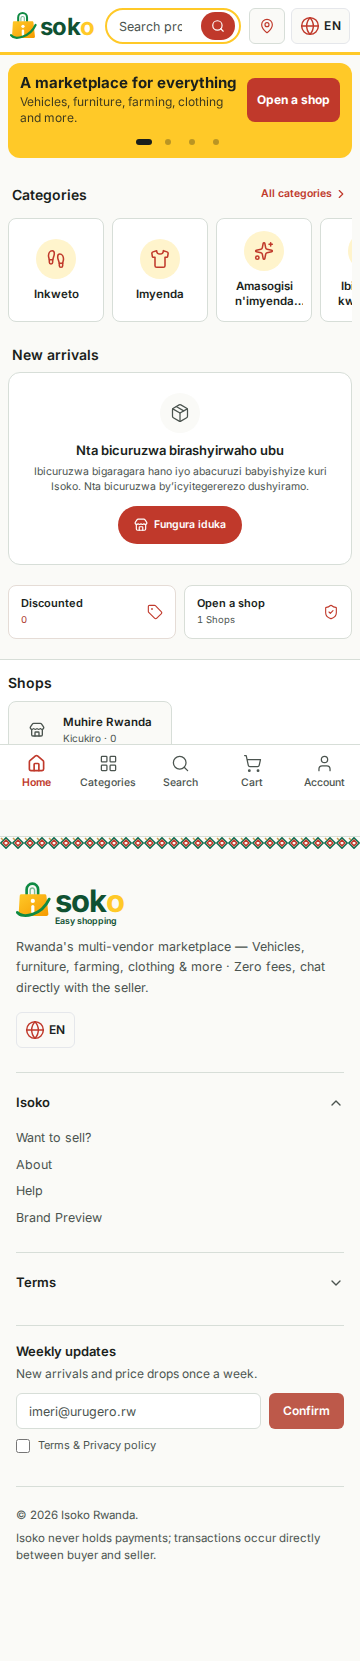 soko
Search prc
EN
A marketplace for everything
Vehicles, furniture, farming, clothing
and more.
Open a shop
Categories
All categories
Inkweto
Imyenda
Amasogisi
n'imyenda...
New arrivals
Nta bicuruzwa birashyirwaho ubu
Ibicuruzwa bigaragara hano iyo abacuruzi babyishyize kuri
Isoko. Nta bicuruzwa by'icyitegererezo dushyiramo.
Fungura iduka
Discounted
0
Open a shop
1 Shops
Shops
Muhire Rwanda
Kicukiro · 0
Home
Categories
Search
Cart
Account
soko
Easy shopping
Rwanda's multi-vendor marketplace — Vehicles,
furniture, farming, clothing & more · Zero fees, chat
directly with the seller.
EN
Isoko
Want to sell?
About
Help
Brand Preview
Terms
Weekly updates
New arrivals and price drops once a week.
imeri@urugero.rw
Confirm
Terms & Privacy policy
© 2026 Isoko Rwanda.
Isoko never holds payments; transactions occur directly
between buyer and seller.